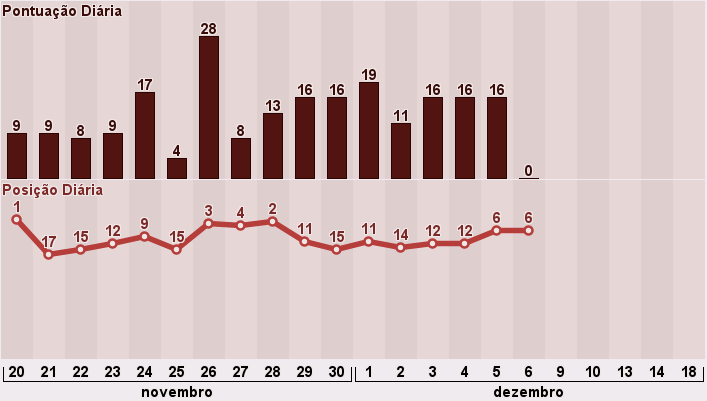 Pontuação Diária
9 9 8 9 17 4 28 8 13 16 16 19 11 16 16 16 0
Posição Diária
1 17 15 12 9 15 3 4 2 11 15 11 14 12 12 6 6
20 21 22 23 24 25 26 27 28 29 30 1 2 3 4 5 6 9 10 13 14 18
novembro dezembro